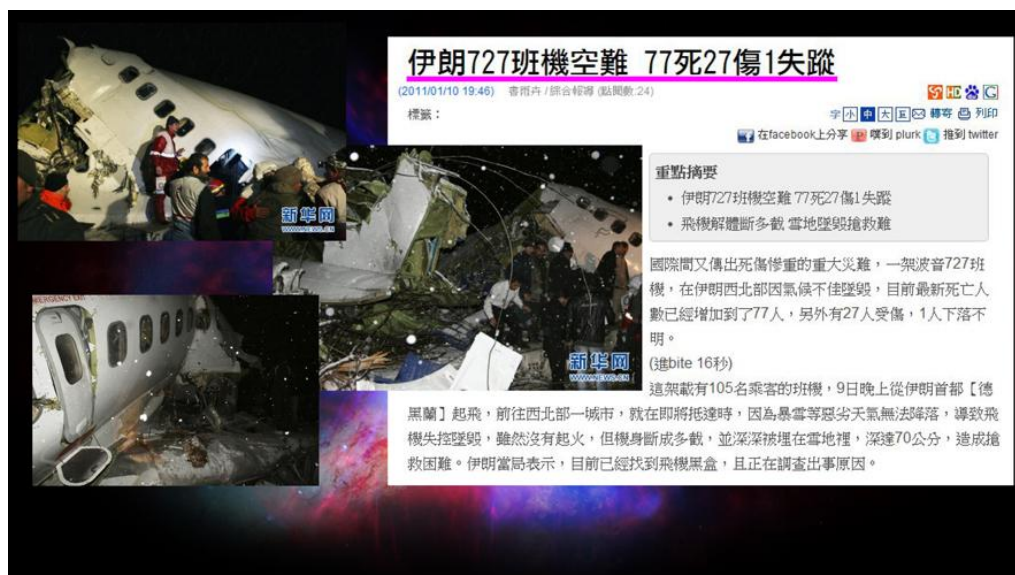 伊朗727班機空難 77死27傷1失蹤
(2011/01/10 19:46) 書雨卉 / 綜合報導 (點閱數:24)
標籤：
字 小 中 大 巨 轉寄 列印
在facebook上分享 噗到 plurk 推到 twitter
重點摘要
• 伊朗727班機空難 77死27傷1失蹤
• 飛機解體斷多截 雪地墜毀搶救難
國際間又傳出死傷慘重的重大災難，一架波音727班
機，在伊朗西北部因氣候不佳墜毀，目前最新死亡人
數已經增加到了77人，另外有27人受傷，1人下落不
明。
(進bite 16秒)
這架載有105名乘客的班機，9日晚上從伊朗首都【德
黑蘭】起飛，前往西北部一城市，就在即將抵達時，因為暴雪等惡劣天氣無法降落，導致飛
機失控墜毀，雖然沒有起火，但機身斷成多截，並深深被埋在雪地裡，深達70公分，造成搶
救困難。伊朗當局表示，目前已經找到飛機黑盒，且正在調查出事原因。
新华网
WWW.NEWS.CN
新华网
WWW.NEWS.CN
EMERGENCY EXIT